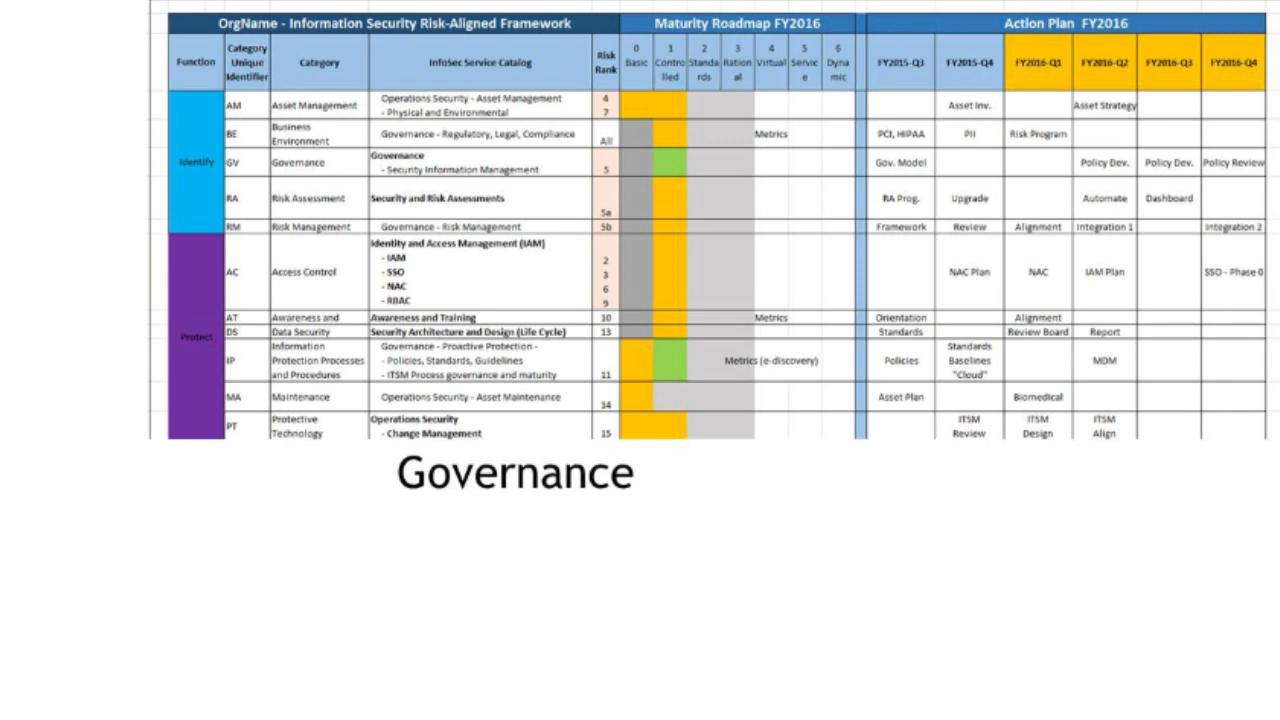 OrgName - Information Security Risk-Aligned Framework Maturity Roadmap FY2016 Action Plan FY2016
Function Category Unique Identifier Category InfoSec Service Catalog Risk Rank 0 Basic 1 Controlled 2 Standards 3 Rational 4 Virtual 5 Service 6 Dynamic FY2015-Q3 FY2015-Q4 FY2016-Q1 FY2016-Q2 FY2016-Q3 FY2016-Q4
Identify
AM Asset Management Operations Security - Asset Management 4 Asset Inv. Asset Strategy
- Physical and Environmental 7
BE Business Environment Governance - Regulatory, Legal, Compliance All Metrics PCI, HIPAA PII Risk Program
GV Governance Governance
- Security Information Management 5 Gov. Model Policy Dev. Policy Dev. Policy Review
RA Risk Assessment Security and Risk Assessments 5a RA Prog. Upgrade Automate Dashboard
RM Risk Management Governance - Risk Management 5b Framework Review Alignment Integration 1 Integration 2
Protect
AC Access Control Identity and Access Management (IAM)
- IAM 2
- SSO 3
- NAC 6
- RBAC 9
NAC Plan NAC IAM Plan SSO - Phase 0
AT Awareness and Awareness and Training 10 Metrics Orientation Alignment
DS Data Security Security Architecture and Design (Life Cycle) 13 Standards Review Board Report
IP Information Protection Processes and Procedures Governance - Proactive Protection -
- Policies, Standards, Guidelines
- ITSM Process governance and maturity 11 Metrics (e-discovery) Policies Standards Baselines "Cloud" MDM
MA Maintenance Operations Security - Asset Maintenance 14 Asset Plan Biomedical
PT Protective Technology Operations Security
- Change Management 15 ITSM Review ITSM Design ITSM Align
Governance